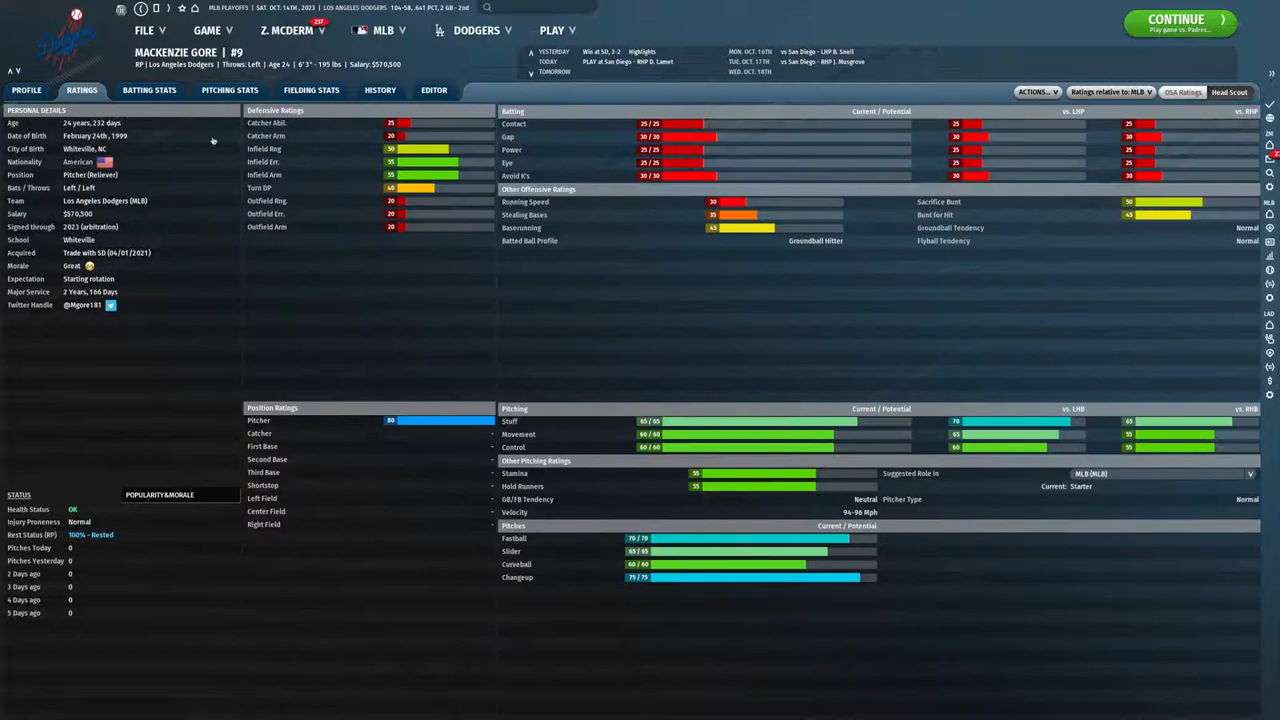 MLB PLAYOFFS | SAT. OCT. 14TH, 2023 | LOS ANGELES DODGERS 104-58, .641 PCT, 2 GB - 2nd
Dodgers
FILE GAME Z. MCDERM 237 MLB DODGERS PLAY
CONTINUE
Play game vs. Padres...
MACKENZIE GORE | #9
RP | Los Angeles Dodgers | Throws: Left | Age 24 | 6'3" - 195 lbs | Salary: $570,500
YESTERDAY Win at SD, 3-2 Highlights MON. OCT. 16TH vs San Diego - LHP B. Snell
TODAY PLAY at San Diego - RHP D. Lamet TUE. OCT. 17TH vs San Diego - RHP J. Musgrove
TOMORROW WED. OCT. 18TH
PROFILE RATINGS BATTING STATS PITCHING STATS FIELDING STATS HISTORY EDITOR
ACTIONS... Ratings relative to: MLB OSA Ratings Head Scout
PERSONAL DETAILS
Age 24 years, 232 days
Date of Birth February 24th, 1999
City of Birth Whiteville, NC
Nationality American
Position Pitcher (Reliever)
Bats / Throws Left / Left
Team Los Angeles Dodgers (MLB)
Salary $570,500
Signed through 2023 (arbitration)
School Whiteville
Acquired Trade with SD (04/01/2021)
Morale Great
Expectation Starting rotation
Major Service 2 Years, 166 Days
Twitter Handle @Mgore181
STATUS POPULARITY&MORALE
Health Status OK
Injury Proneness Normal
Rest Status (RP) 100% - Rested
Pitches Today 0
Pitches Yesterday 0
2 Days ago 0
3 Days ago 0
4 Days ago 0
5 Days ago 0
Defensive Ratings
Catcher Abil. 25
Catcher Arm 20
Infield Rng 50
Infield Err. 55
Infield Arm 55
Turn DP 40
Outfield Rng. 20
Outfield Err. 20
Outfield Arm 20
Position Ratings
Pitcher 80
Catcher -
First Base -
Second Base -
Third Base -
Shortstop -
Left Field -
Center Field -
Right Field -
Batting Current / Potential vs. LHP vs. RHP
Contact 25 / 25 25 25
Gap 30 / 30 30 30
Power 25 / 25 25 25
Eye 25 / 25 25 25
Avoid K's 30 / 30 30 30
Other Offensive Ratings
Running Speed 30 Sacrifice Bunt 50
Stealing Bases 35 Bunt for Hit 45
Baserunning 45 Groundball Tendency Normal
Batted Ball Profile Groundball Hitter Flyball Tendency Normal
Pitching Current / Potential vs. LHB vs. RHB
Stuff 65 / 65 70 65
Movement 60 / 60 65 55
Control 60 / 60 60 55
Other Pitching Ratings
Stamina 55 Suggested Role in MLB (MLB)
Hold Runners 55 Current: Starter
GB/FB Tendency Neutral Pitcher Type Normal
Velocity 94-96 Mph
Pitches Current / Potential
Fastball 70 / 70
Slider 65 / 65
Curveball 60 / 60
Changeup 75 / 75
ZM
MLB
LAD